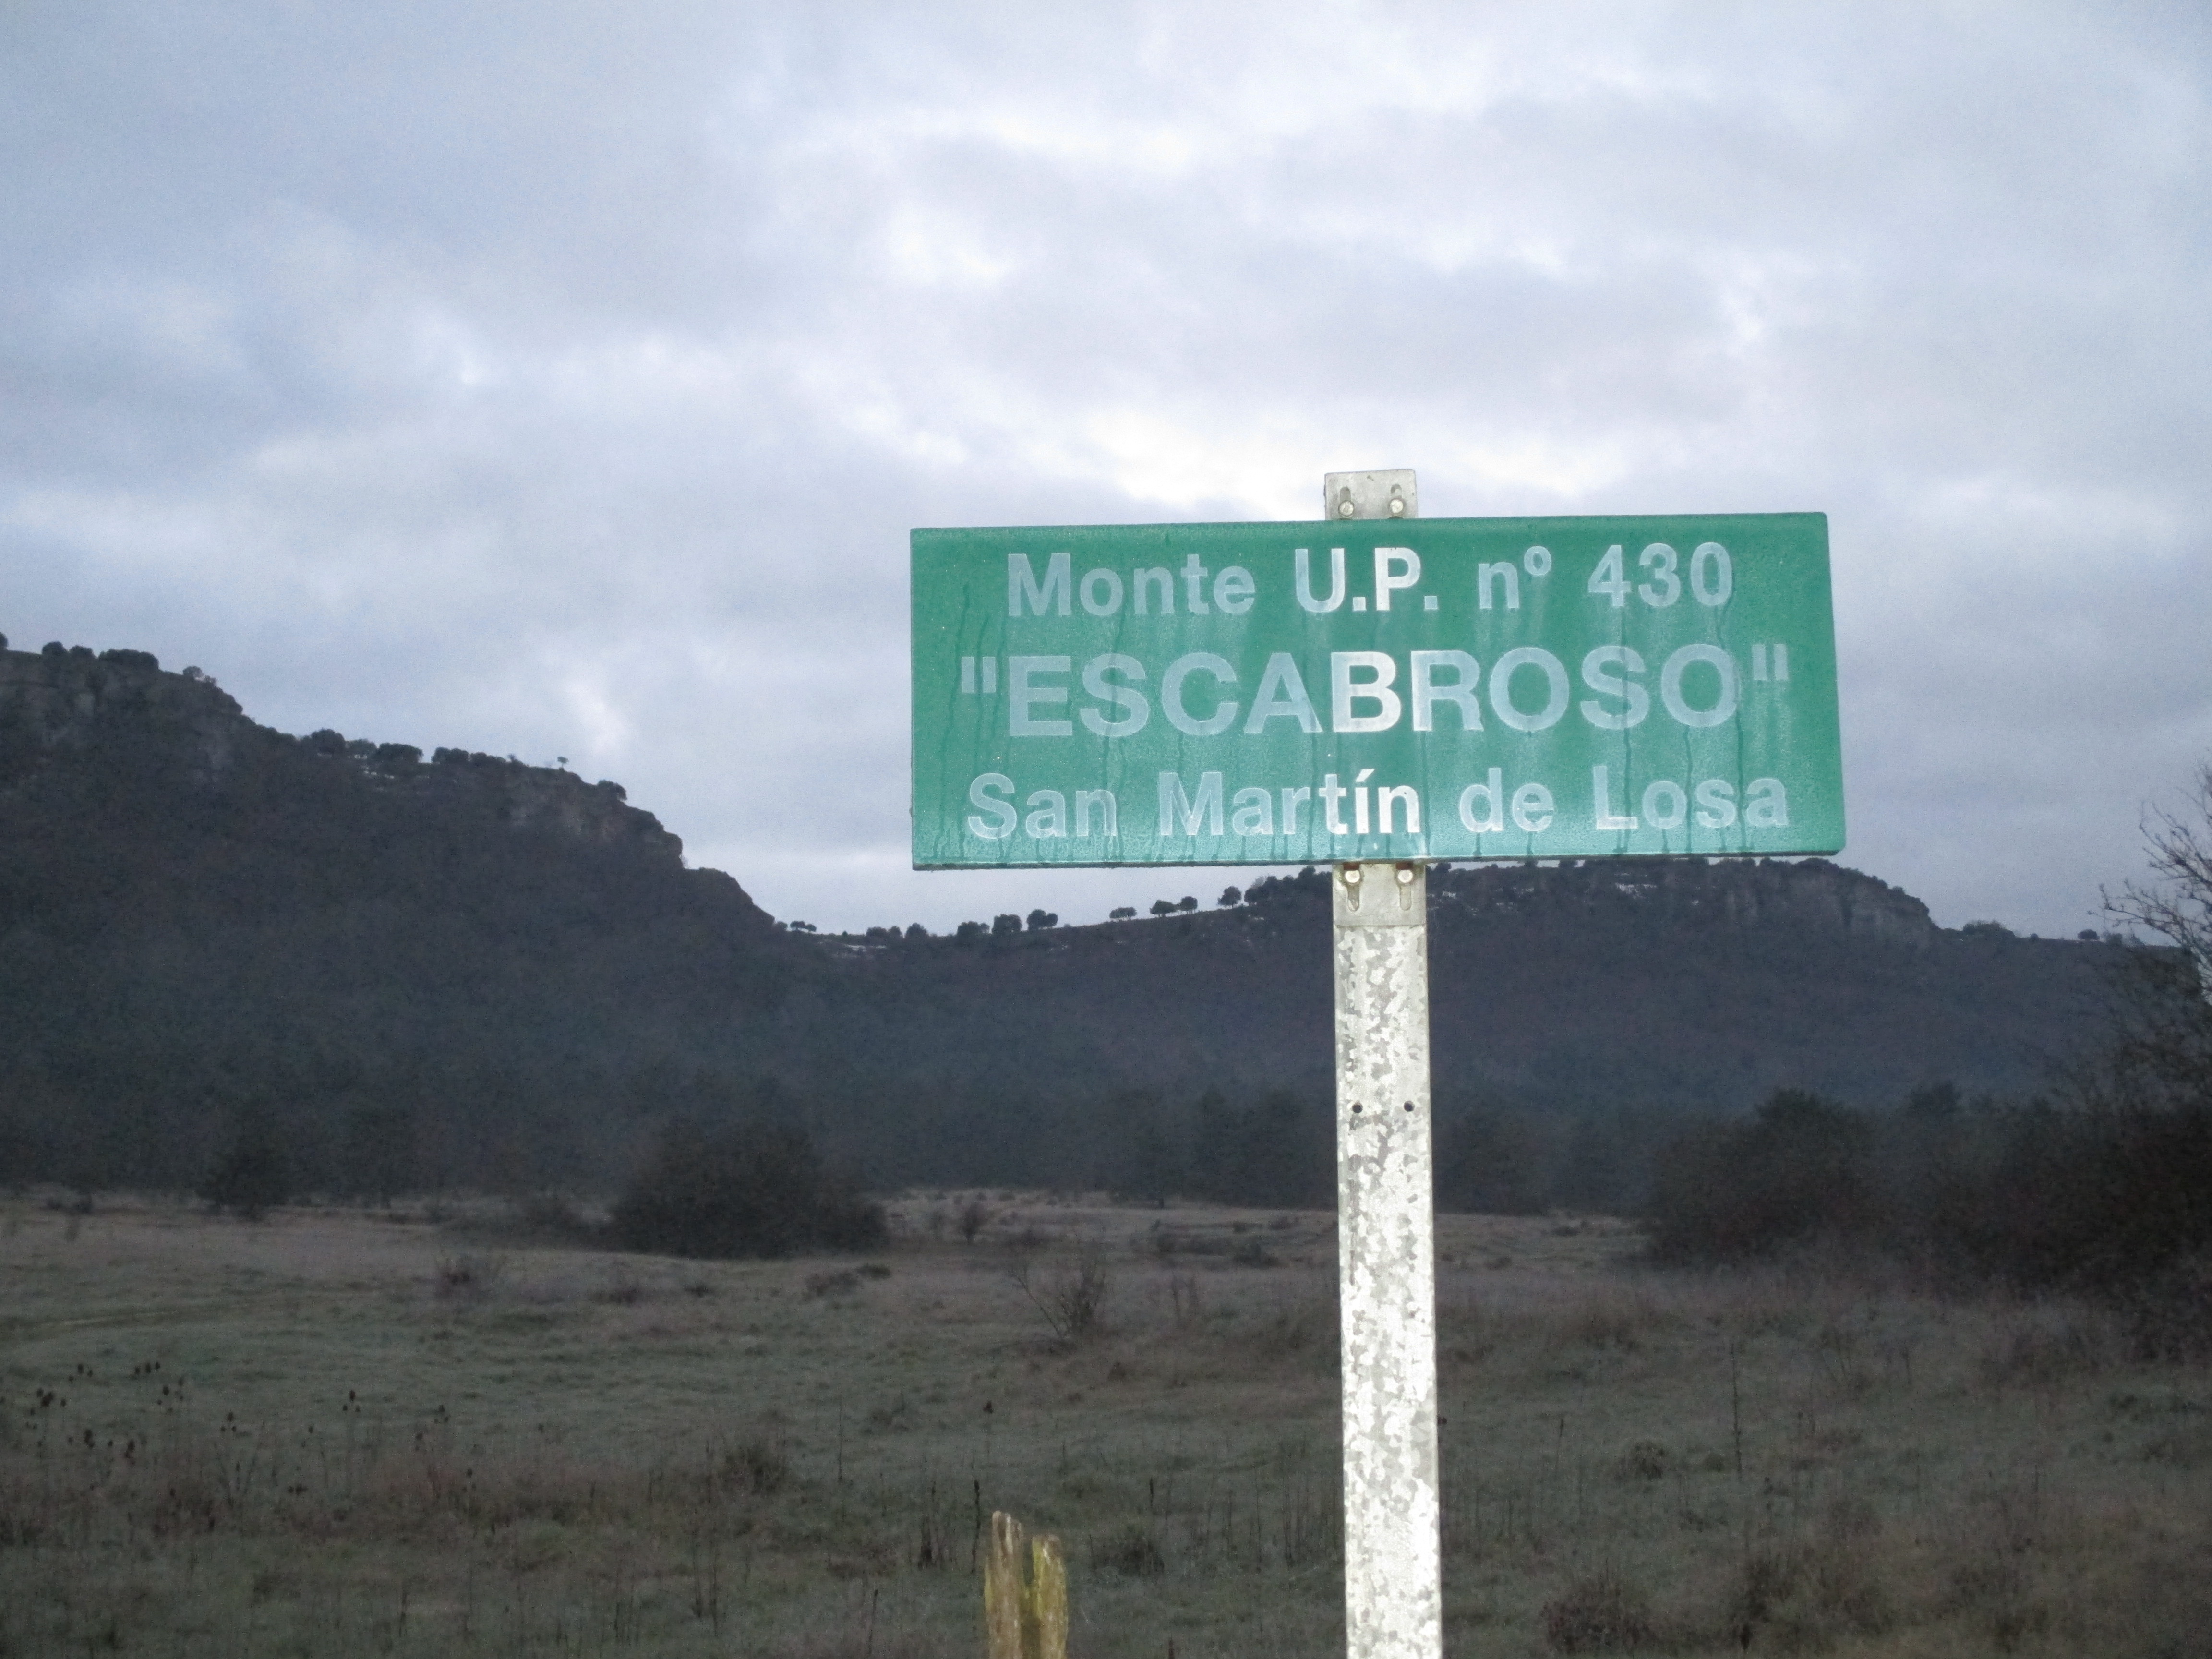 Monte U.P. nº 430
"ESCABROSO"
San Martín de Losa